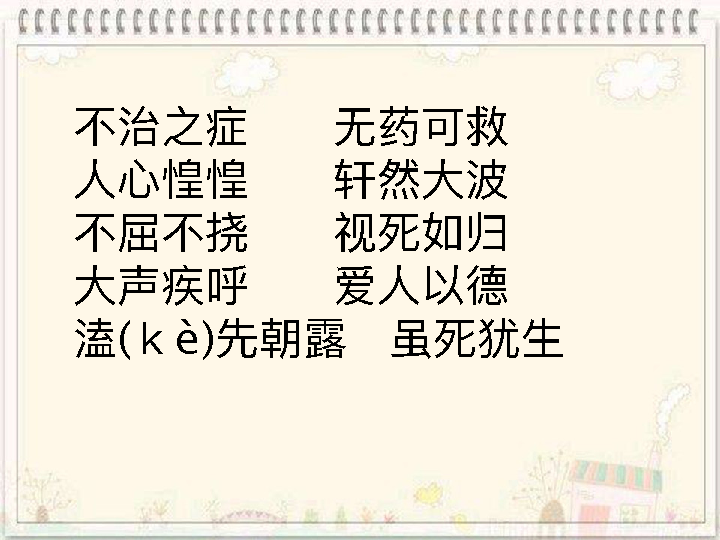 不治之症 无药可救
人心惶惶 轩然大波
不屈不挠 视死如归
大声疾呼 爱人以德
溘(kè)先朝露 虽死犹生